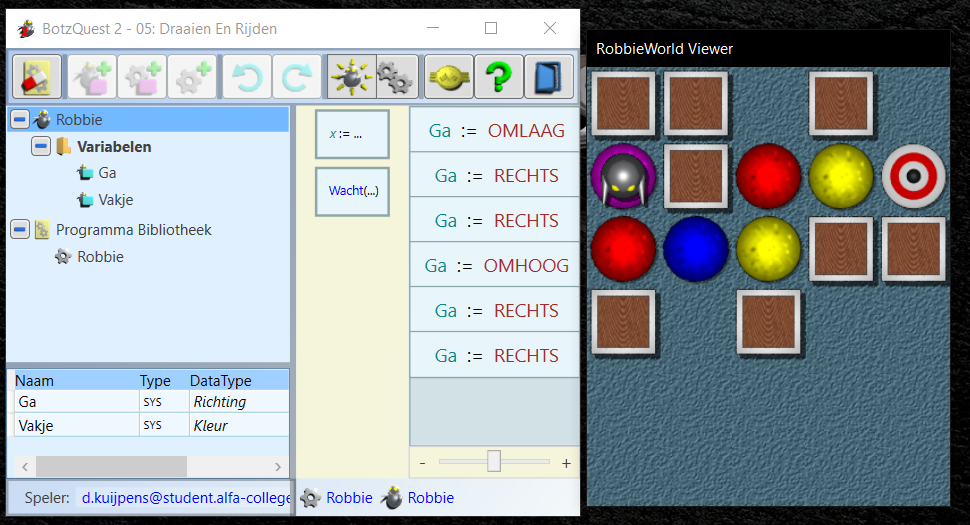 BotzQuest 2 - 05: Draaien En Rijden
RobbieWorld Viewer
Robbie
Variabelen
Ga
Vakje
Programma Bibliotheek
Robbie
x := ...
Wacht(...)
Ga := OMLAAG
Ga := RECHTS
Ga := RECHTS
Ga := OMHOOG
Ga := RECHTS
Ga := RECHTS
Naam Type DataType
Ga SYS Richting
Vakje SYS Kleur
- +
Speler: d.kuijpens@student.alfa-college
Robbie Robbie